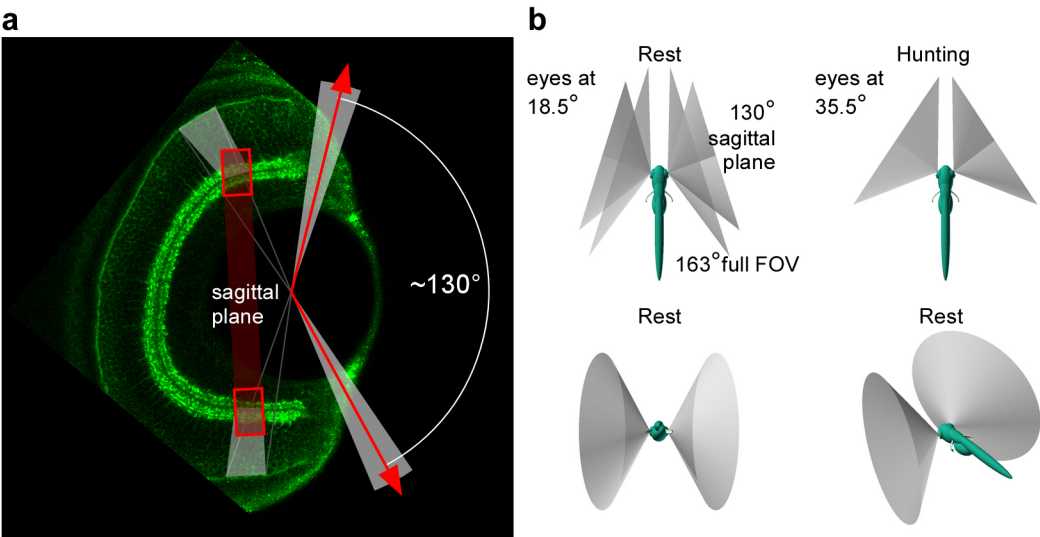 a
sagittal
plane
~130°
b
Rest
eyes at
18.5°
130°
sagittal
plane
163°full FOV
Hunting
eyes at
35.5°
Rest
Rest